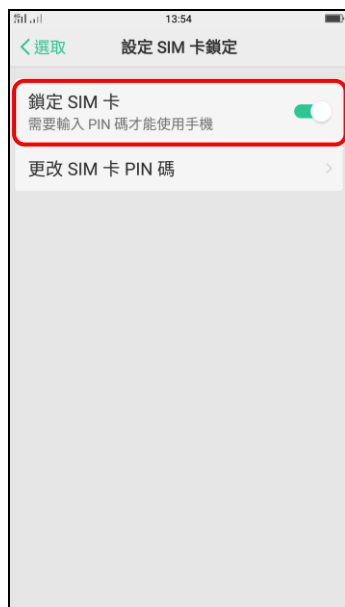 13:54
選取
設定 SIM 卡鎖定
鎖定 SIM 卡
需要輸入 PIN 碼才能使用手機
更改 SIM 卡 PIN 碼